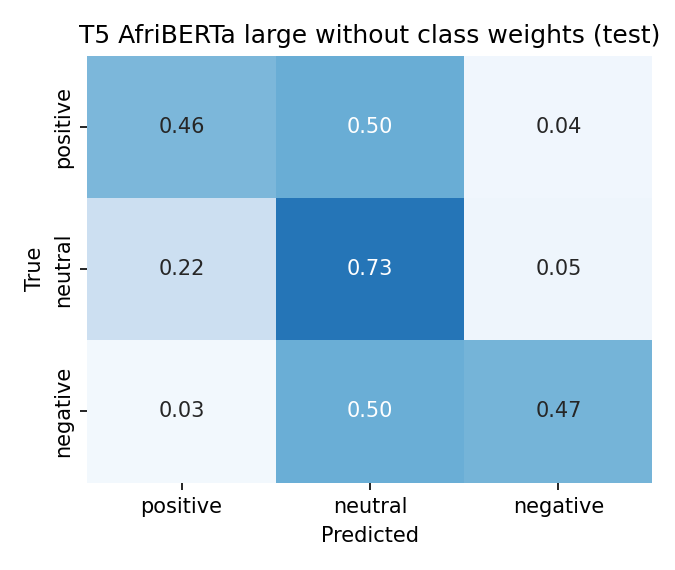 T5 AfriBERTa large without class weights (test)
positive 0.46 0.50 0.04
True
neutral 0.22 0.73 0.05
negative 0.03 0.50 0.47
positive neutral negative
Predicted